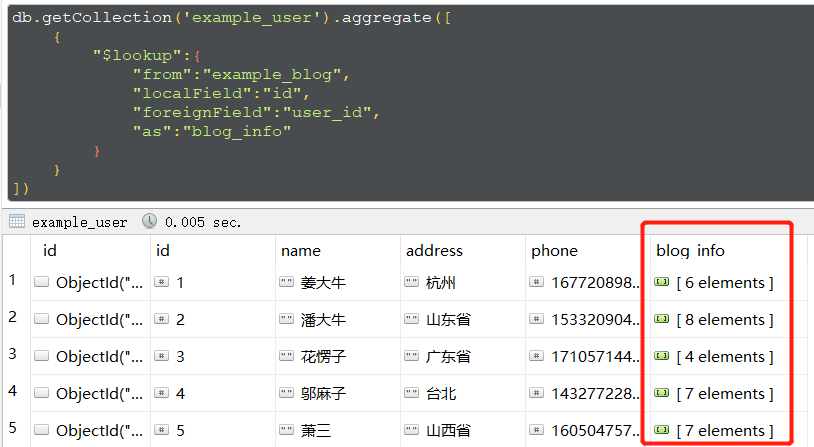 db.getCollection('example_user').aggregate([
    {
        "$lookup":{
            "from":"example_blog",
            "localField":"id",
            "foreignField":"user_id",
            "as":"blog_info"
        }
    }
])
example_user 0.005 sec.
id id name address phone blog info
1 ObjectId("... # 1 "" 姜大牛 "" 杭州 # 167720898... [ 6 elements ]
2 ObjectId("... # 2 "" 潘大牛 "" 山东省 # 153320904... [ 8 elements ]
3 ObjectId("... # 3 "" 花愣子 "" 广东省 # 171057144... [ 4 elements ]
4 ObjectId("... # 4 "" 邬麻子 "" 台北 # 143277228... [ 7 elements ]
5 ObjectId("... # 5 "" 萧三 "" 山西省 # 160504757... [ 7 elements ]